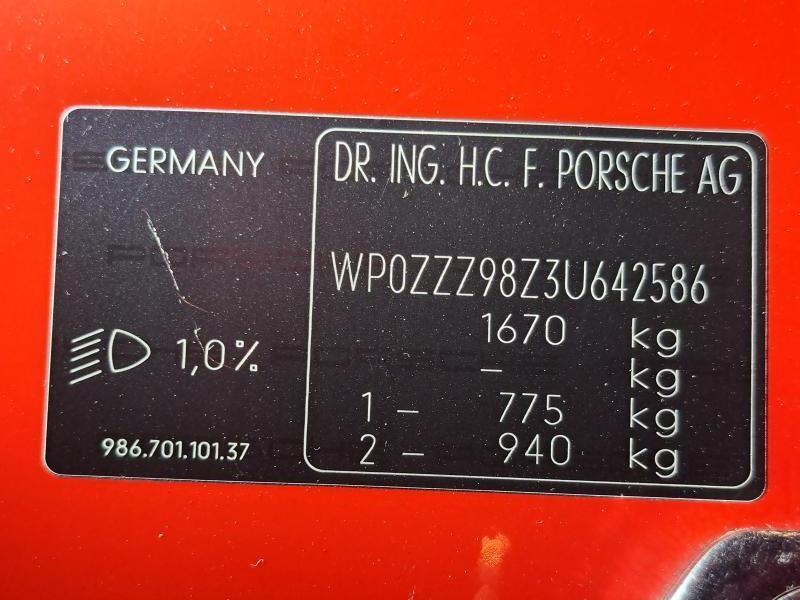 GERMANY
1,0%
986.701.101.37
DR. ING. H.C. F. PORSCHE AG
WP0ZZZ98Z3U642586
1670 kg
– kg
1 – 775 kg
2 – 940 kg